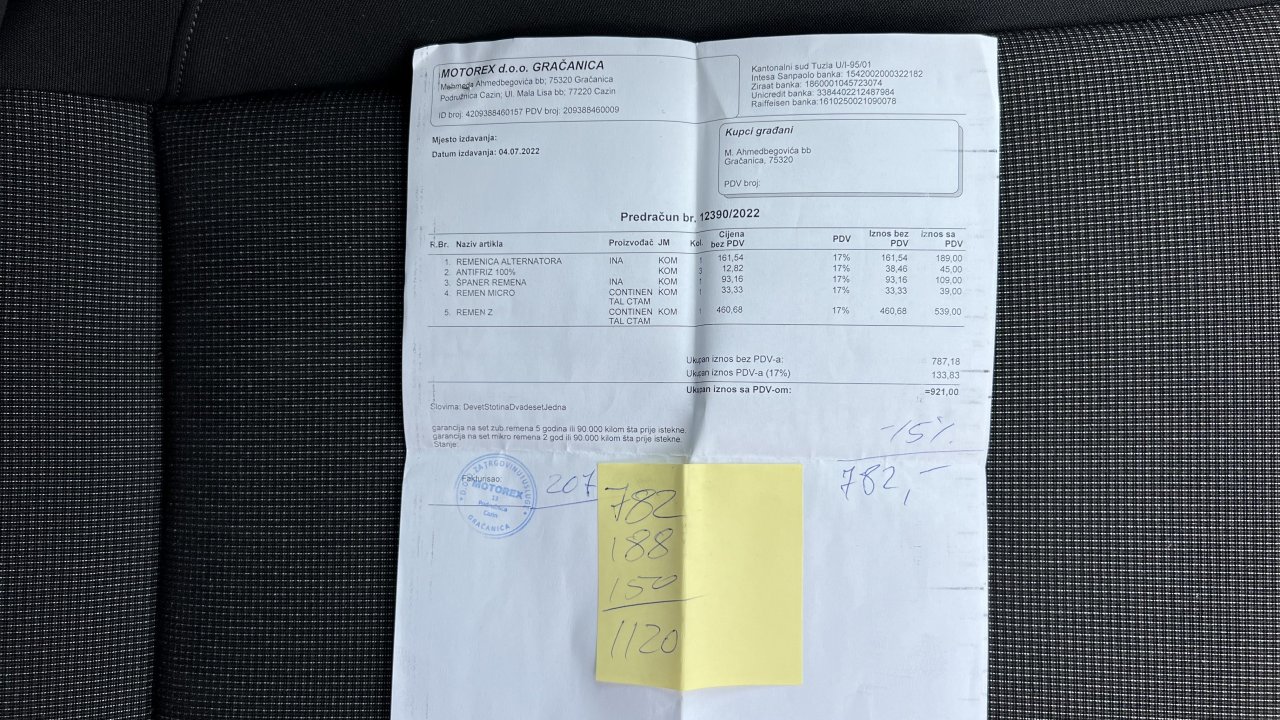 MOTOREX d.o.o. GRAČANICA
Mehmeda Ahmedbegovića bb; 75320 Gračanica
Podružnica Cazin; Ul. Mala Lisa bb; 77220 Cazin
ID broj: 4209388460157 PDV broj: 209388460009
Kantonalni sud Tuzla U/I-95/01
Intesa Sanpaolo banka: 1542002000322182
Ziraat banka: 1860001045723074
Unicredit banka: 3384402212487984
Raiffeisen banka:1610250021090078
Mjesto izdavanja:
Datum izdavanja: 04.07.2022
Kupci građani
M. Ahmedbegovića bb
Gračanica, 75320
PDV broj:
Predračun br. 12390/2022
R.Br. Naziv artikla Proizvođač JM Kol. Cijena bez PDV PDV Iznos bez PDV iznos sa PDV
1. REMENICA ALTERNATORA INA KOM 1 161,54 17% 161,54 189,00
2. ANTIFRIZ 100% KOM 3 12,82 17% 38,46 45,00
3. ŠPANER REMENA INA KOM 1 93,16 17% 93,16 109,00
4. REMEN MICRO CONTINEN KOM 1 33,33 17% 33,33 39,00
TAL CTAM
5. REMEN Z CONTINEN KOM 1 460,68 17% 460,68 539,00
TAL CTAM
Ukupan iznos bez PDV-a: 787,18
Ukupan iznos PDV-a (17%) 133,83
Ukupan iznos sa PDV-om: =921,00
Slovima: DevetStotinaDvadesetJedna
garancija na set zub remena 5 godina ili 90.000 kilom šta prije istekne.
garancija na set mikro remena 2 god ili 90.000 kilom šta prije istekne.
Stanje:
15%
782
Fakturisao:
MOTOREX
GRAČANICA
207
782
188
150
1120